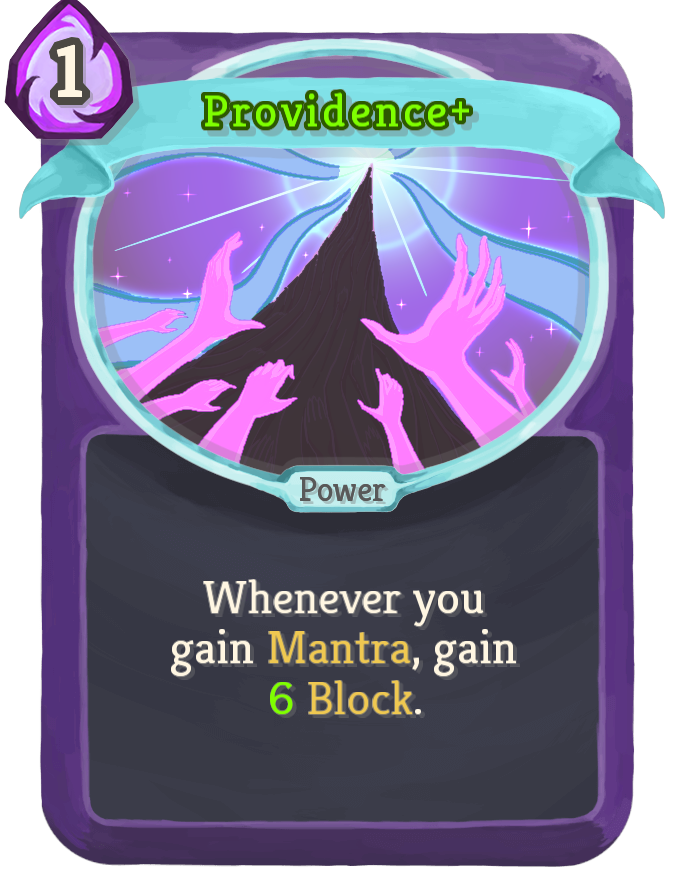 1
Providence+
Power
Whenever you
gain Mantra, gain
6 Block.